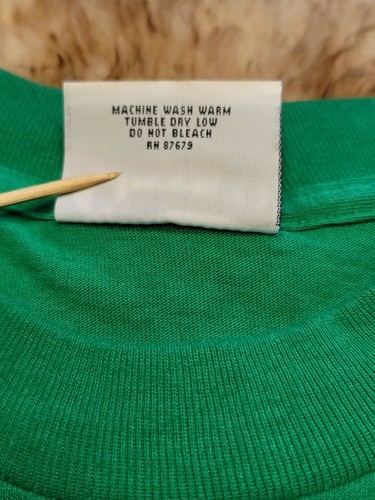 MACHINE WASH WARM
TUMBLE DRY LOW
DO NOT BLEACH
RN 87679